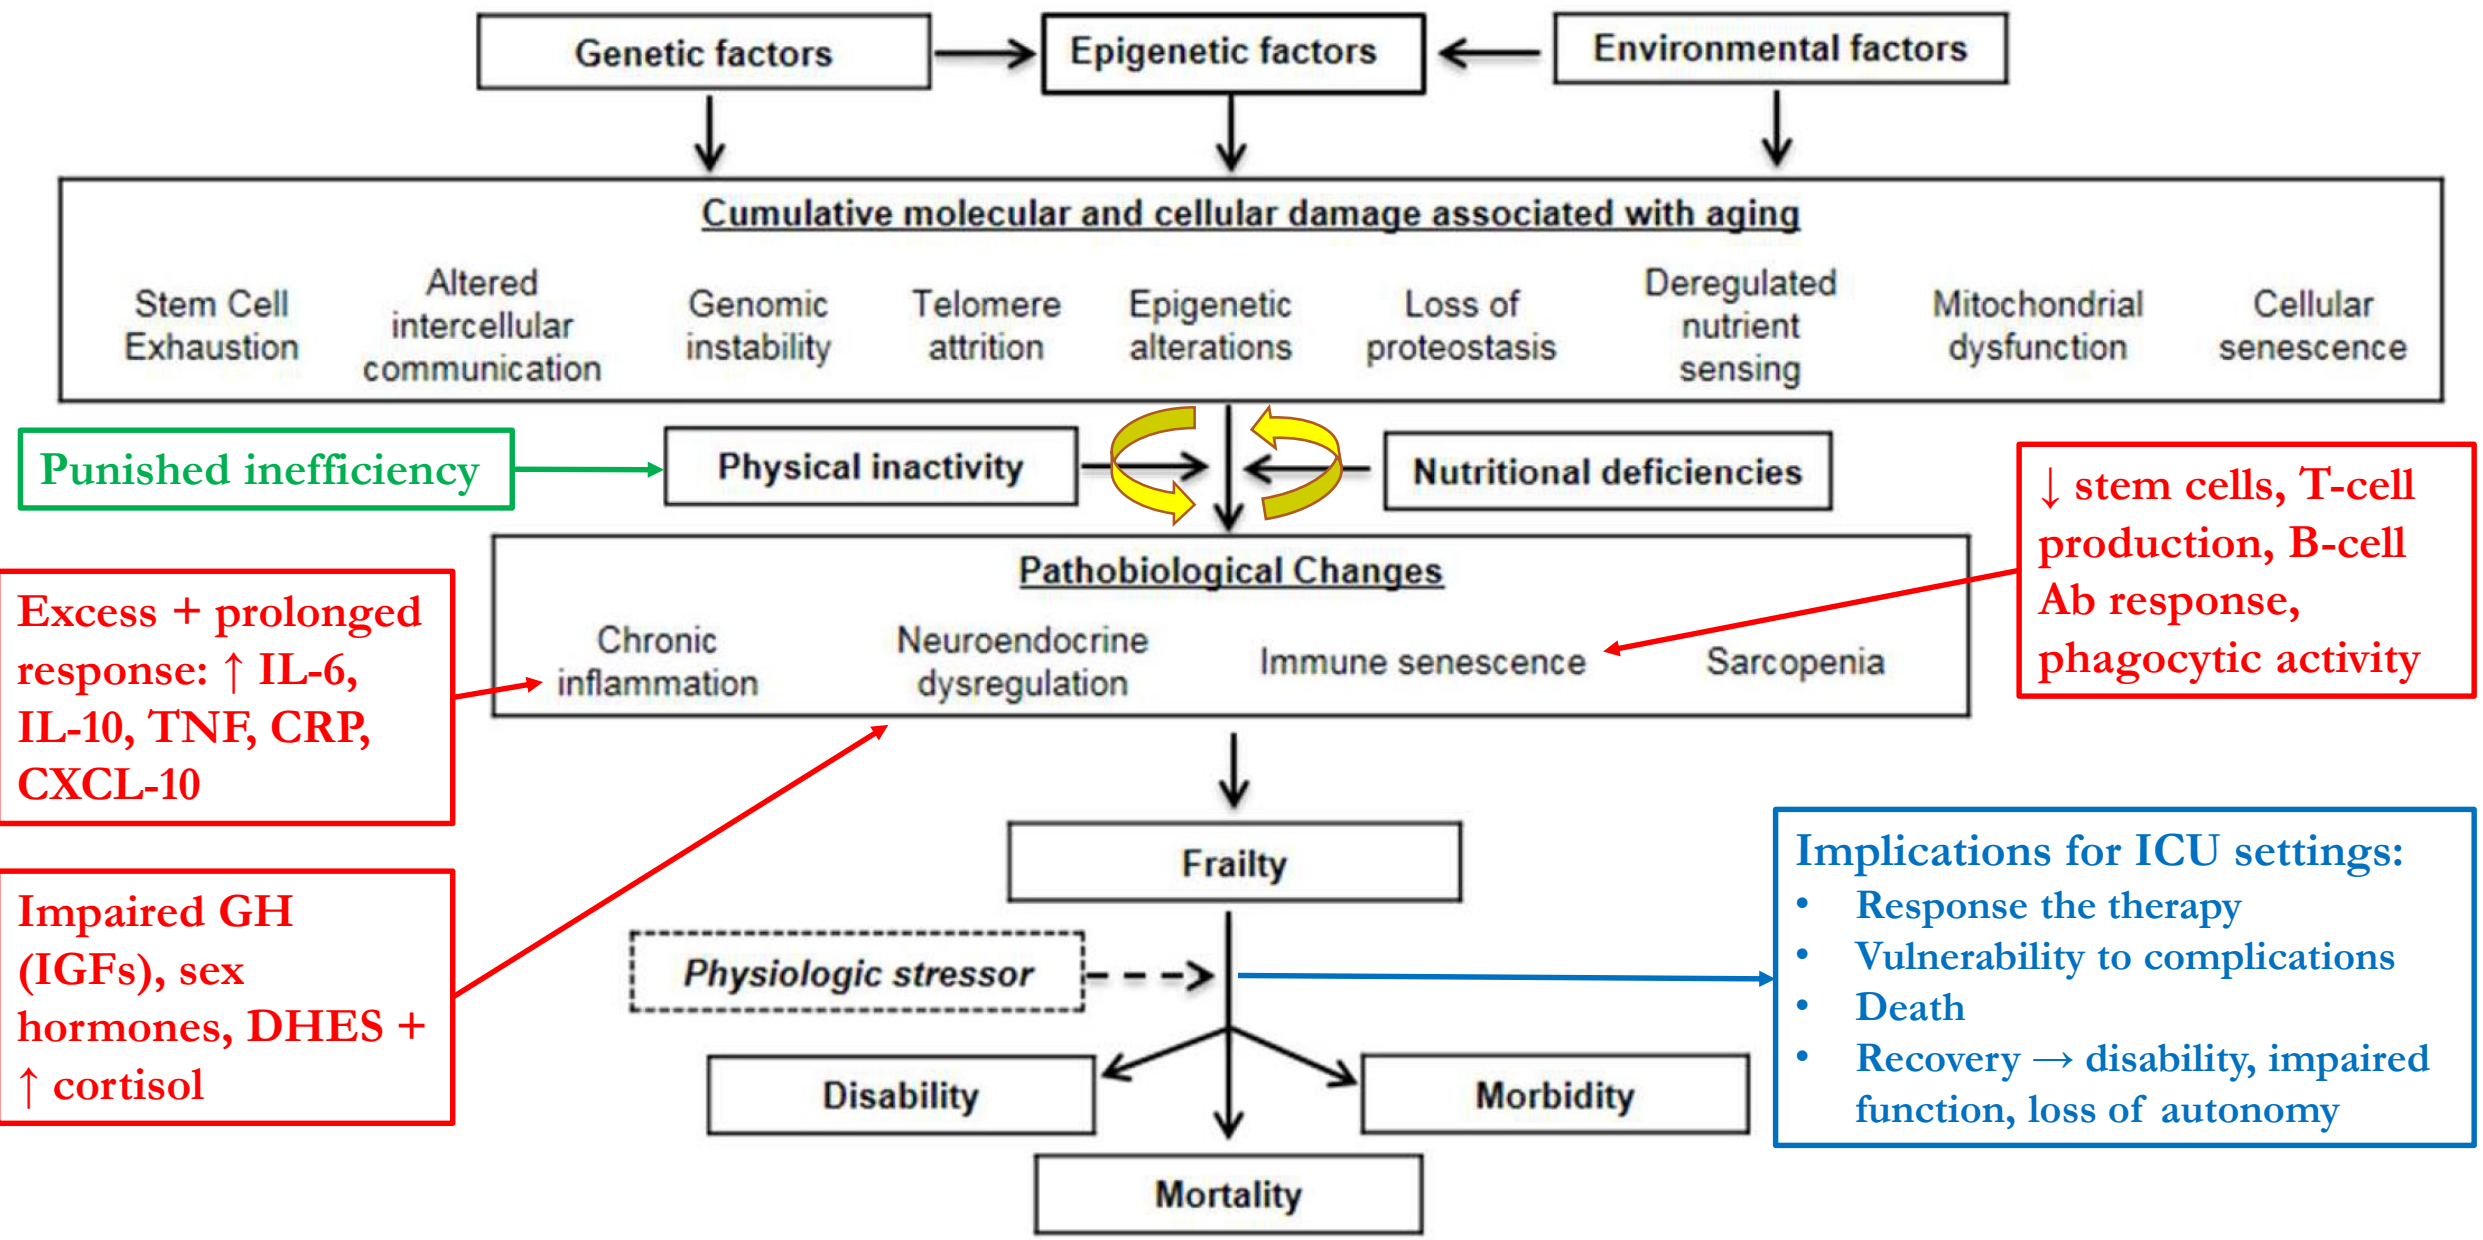 Genetic factors
Epigenetic factors
Environmental factors
Cumulative molecular and cellular damage associated with aging
Stem Cell
Exhaustion
Altered
intercellular
communication
Genomic
instability
Telomere
attrition
Epigenetic
alterations
Loss of
proteostasis
Deregulated
nutrient
sensing
Mitochondrial
dysfunction
Cellular
senescence
Punished inefficiency
Physical inactivity
Nutritional deficiencies
↓ stem cells, T-cell
production, B-cell
Ab response,
phagocytic activity
Pathobiological Changes
Chronic
inflammation
Neuroendocrine
dysregulation
Immune senescence
Sarcopenia
Excess + prolonged
response: ↑ IL-6,
IL-10, TNF, CRP,
CXCL-10
Impaired GH
(IGFs), sex
hormones, DHES +
↑ cortisol
Frailty
Physiologic stressor
Implications for ICU settings:
• Response the therapy
• Vulnerability to complications
• Death
• Recovery → disability, impaired
function, loss of autonomy
Disability
Morbidity
Mortality